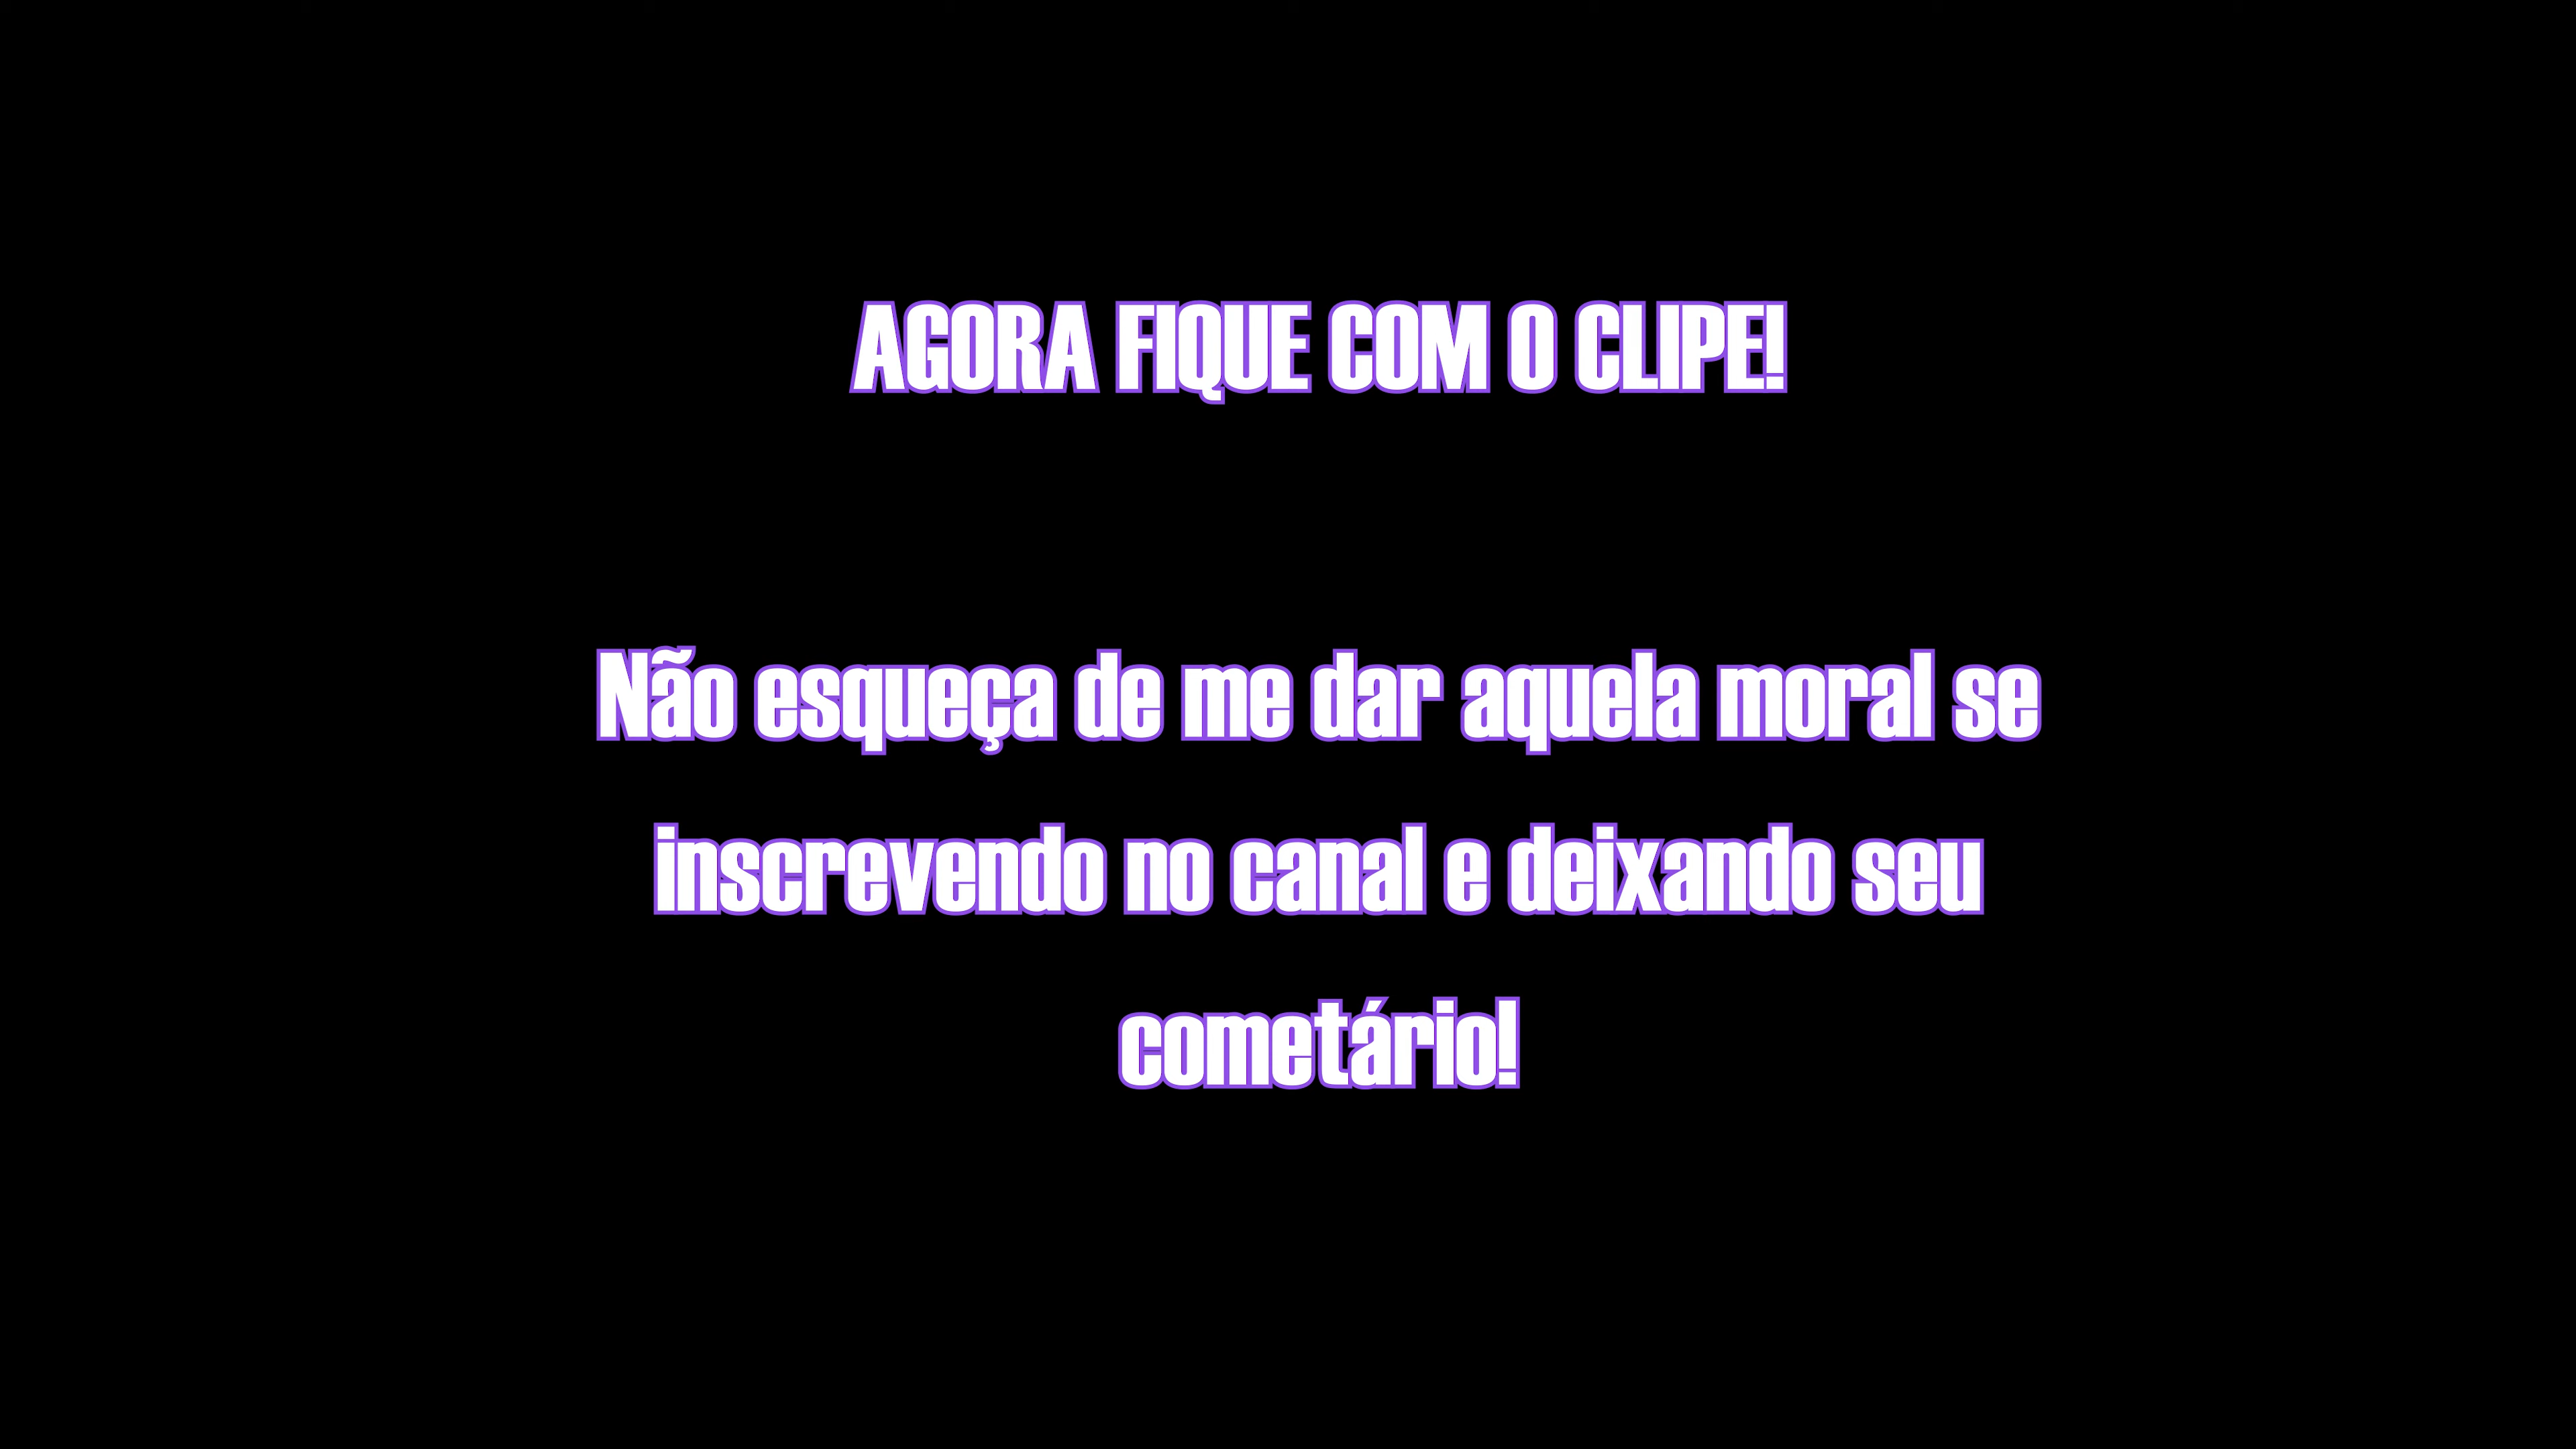 AGORA FIQUE COM O CLIPE!
Não esqueça de me dar aquela moral se
inscrevendo no canal e deixando seu
cometário!